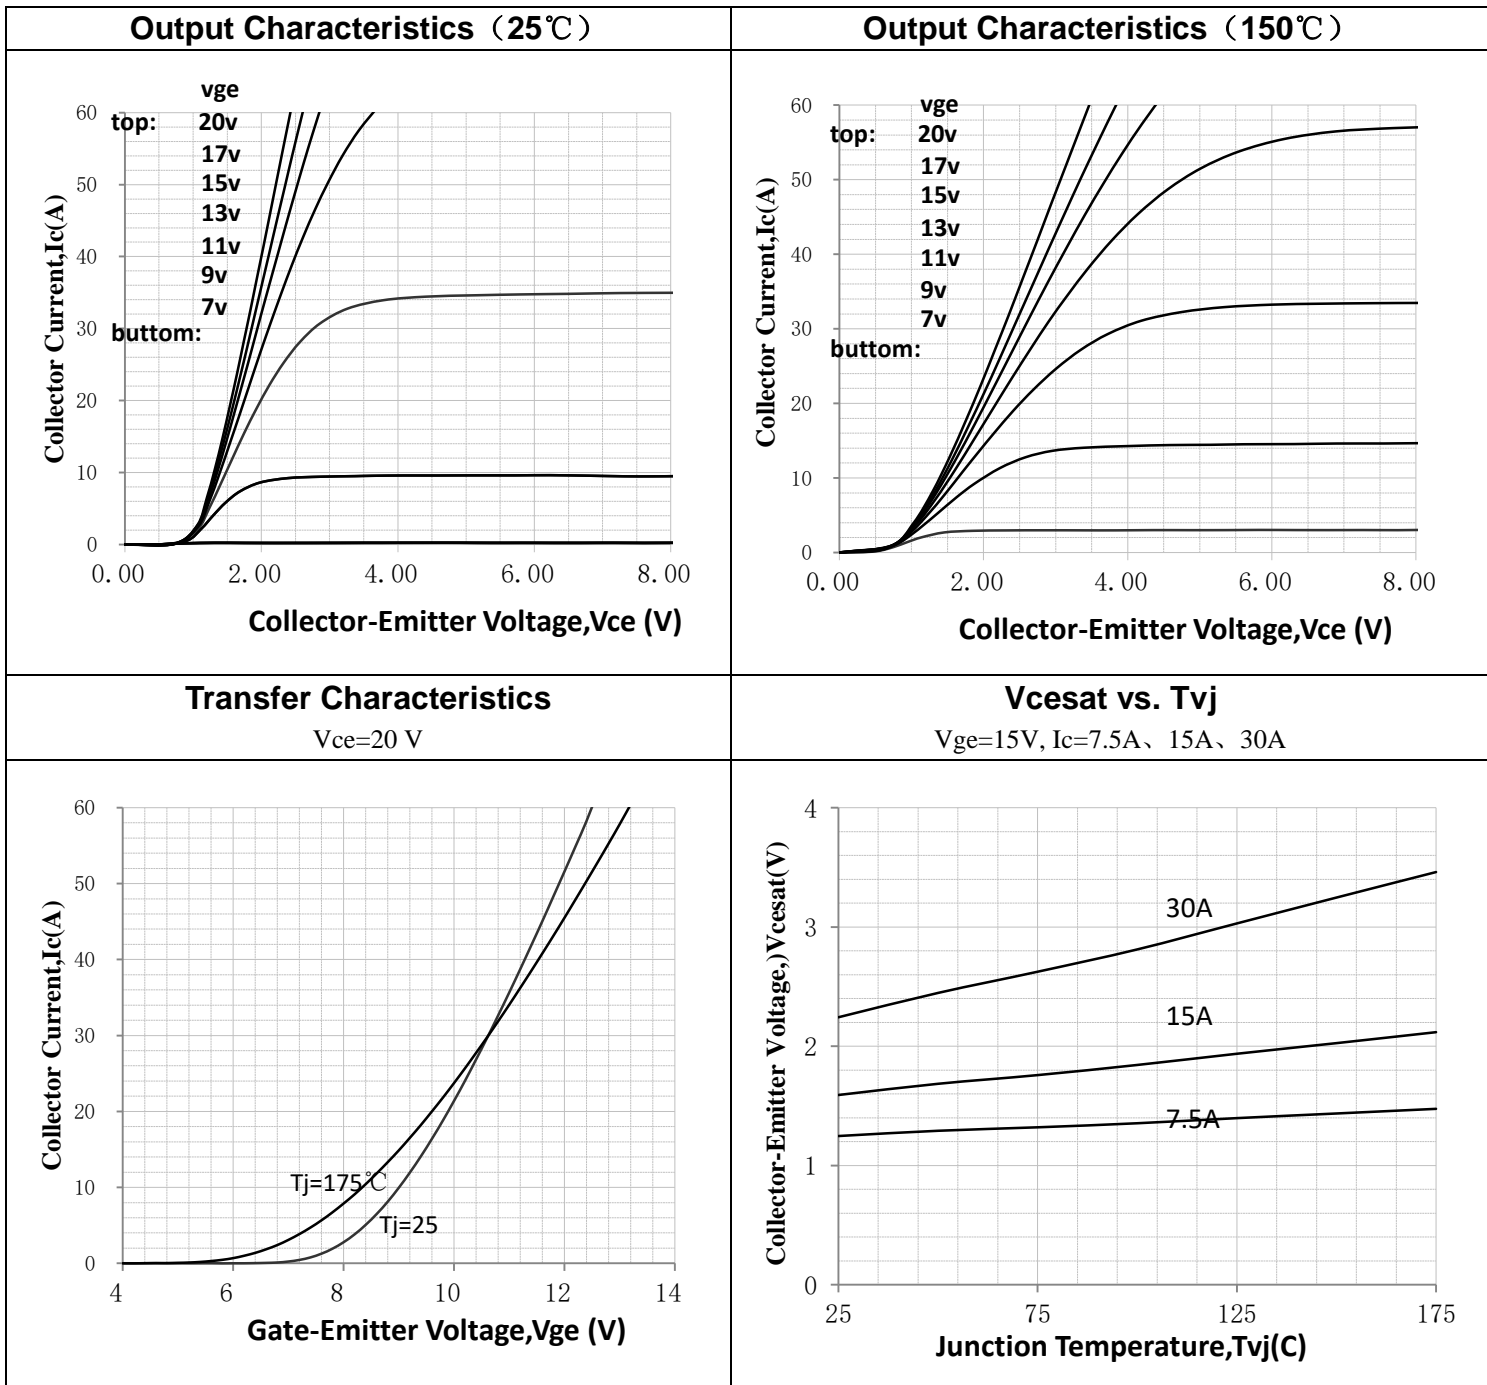 Output Characteristics（25℃）
vge
top: 20v
17v
15v
13v
11v
9v
7v
buttom:
60
50
40
30
20
10
0
0.00 2.00 4.00 6.00 8.00
Collector Current,Ic(A)
Collector-Emitter Voltage,Vce (V)
Output Characteristics（150℃）
vge
top: 20v
17v
15v
13v
11v
9v
7v
buttom:
60
50
40
30
20
10
0
0.00 2.00 4.00 6.00 8.00
Collector Current,Ic(A)
Collector-Emitter Voltage,Vce (V)
Transfer Characteristics
Vce=20 V
60
50
40
30
20
10
0
4 6 8 10 12 14
Tj=175℃
Tj=25
Collector Current,Ic(A)
Gate-Emitter Voltage,Vge (V)
Vcesat vs. Tvj
Vge=15V, Ic=7.5A、15A、30A
4
3
2
1
0
25 75 125 175
30A
15A
7.5A
Collector-Emitter Voltage,)Vcesat(V)
Junction Temperature,Tvj(C)